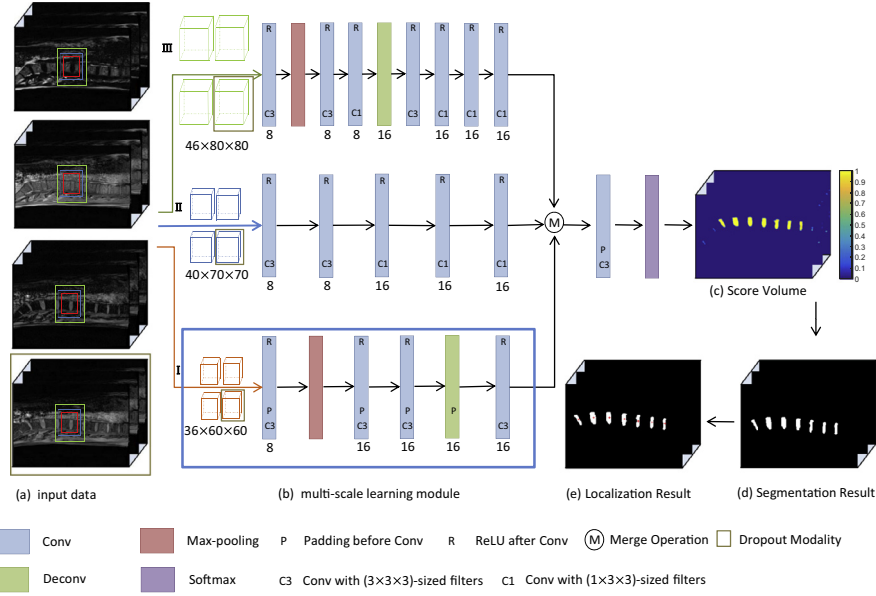 III
R R R R R R R
C3 C3 C1 C3 C1 C1 C1
8 8 8 16 16 16 16 16
46×80×80
II
R R R R R
C3 C3 C1 C1 C1
8 8 16 16 16
40×70×70
M
P
C3
1
0.9
0.8
0.7
0.6
0.5
0.4
0.3
0.2
0.1
0
(c) Score Volume
I
R R R R
P P P P
C3 C3 C3 C3
8 16 16 16 16
36×60×60
(a) input data
(b) multi-scale learning module
(e) Localization Result
(d) Segmentation Result
Conv
Max-pooling
P Padding before Conv
R ReLU after Conv
M Merge Operation
Dropout Modality
Deconv
Softmax
C3 Conv with (3×3×3)-sized filters
C1 Conv with (1×3×3)-sized filters